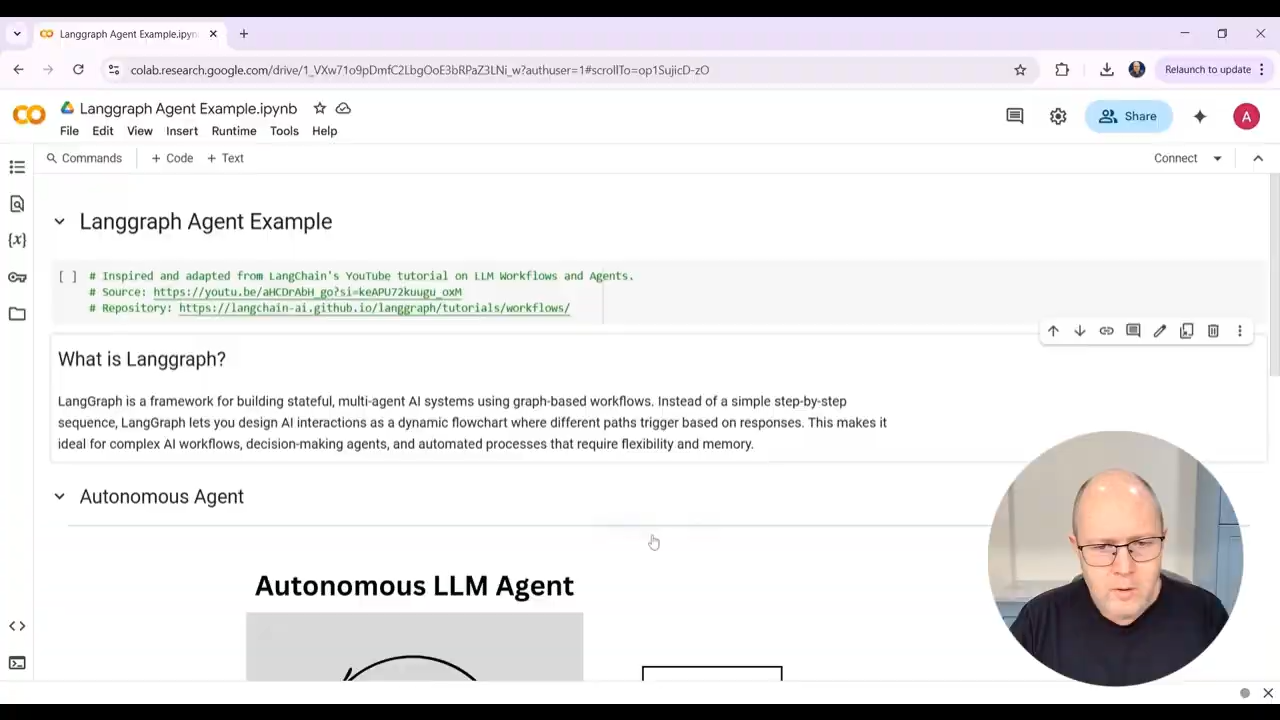 Langgraph Agent Example.ipyn
colab.research.google.com/drive/1_VXw71o9pDmfC2LbgOoE3bRPaZ3LNi_w?authuser=1#scrollTo=op1SujicD-zO
Relaunch to update
Langgraph Agent Example.ipynb
Share
A
File Edit View Insert Runtime Tools Help
Commands + Code + Text
Connect
Langgraph Agent Example
[ ] # Inspired and adapted from LangChain's YouTube tutorial on LLM Workflows and Agents.
# Source: https://youtu.be/aHCDrAbH_go?si=keAPU72kuugu_oxM
# Repository: https://langchain-ai.github.io/langgraph/tutorials/workflows/
What is Langgraph?
LangGraph is a framework for building stateful, multi-agent AI systems using graph-based workflows. Instead of a simple step-by-step
sequence, LangGraph lets you design AI interactions as a dynamic flowchart where different paths trigger based on responses. This makes it
ideal for complex AI workflows, decision-making agents, and automated processes that require flexibility and memory.
Autonomous Agent
Autonomous LLM Agent